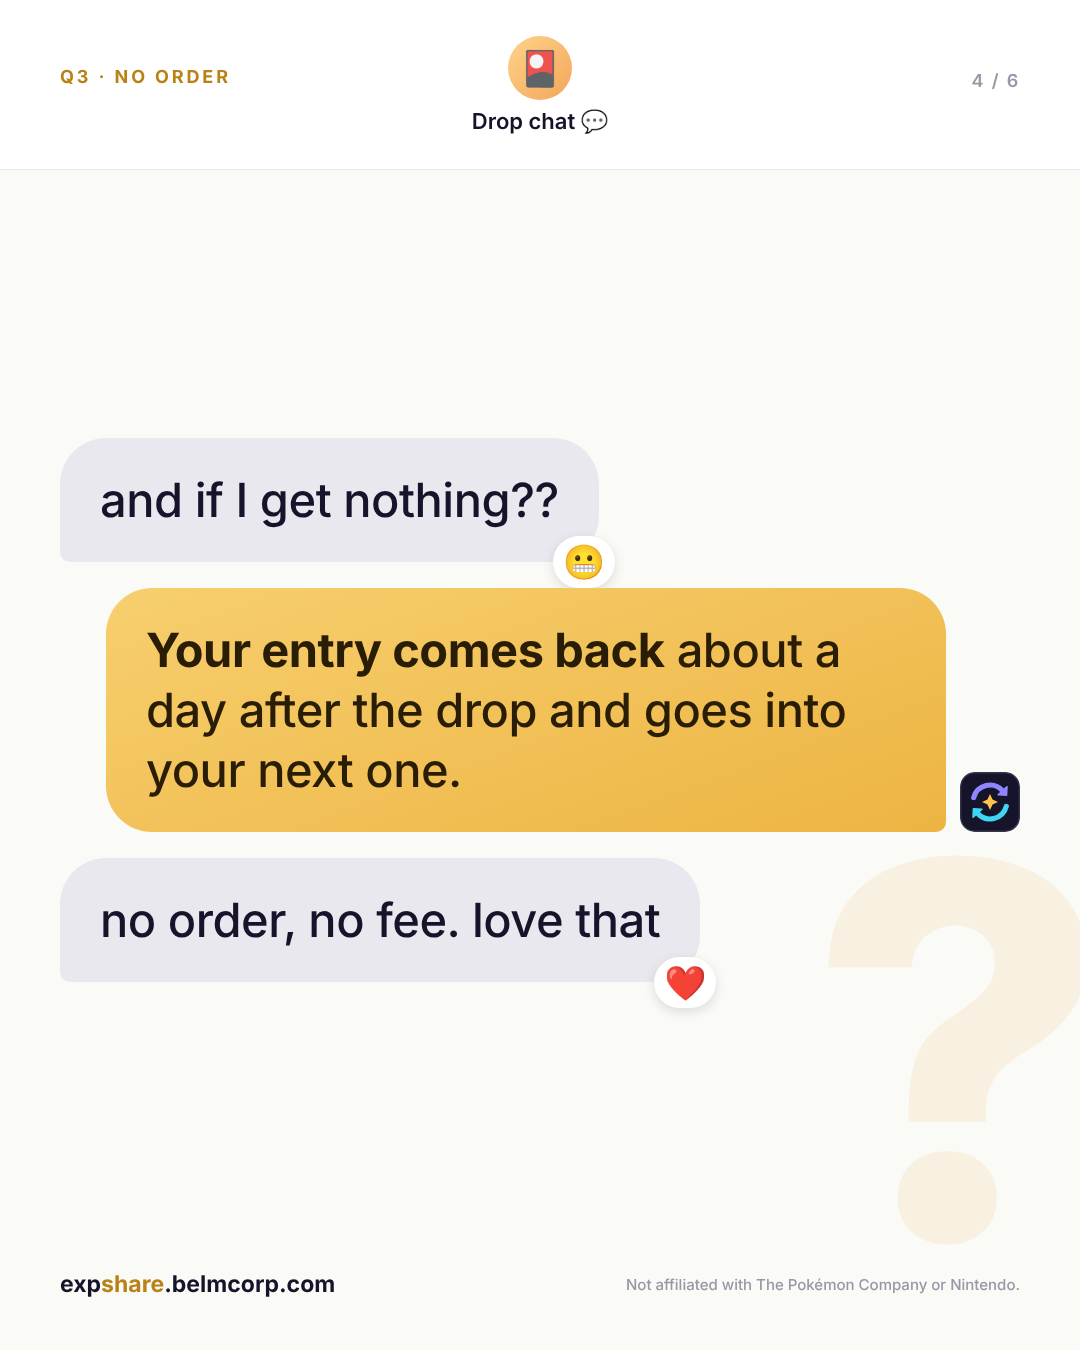 Q3 · NO ORDER
Drop chat 💬
4 / 6
and if I get nothing??
Your entry comes back about a
day after the drop and goes into
your next one.
no order, no fee. love that
?
expshare.belmcorp.com
Not affiliated with The Pokémon Company or Nintendo.